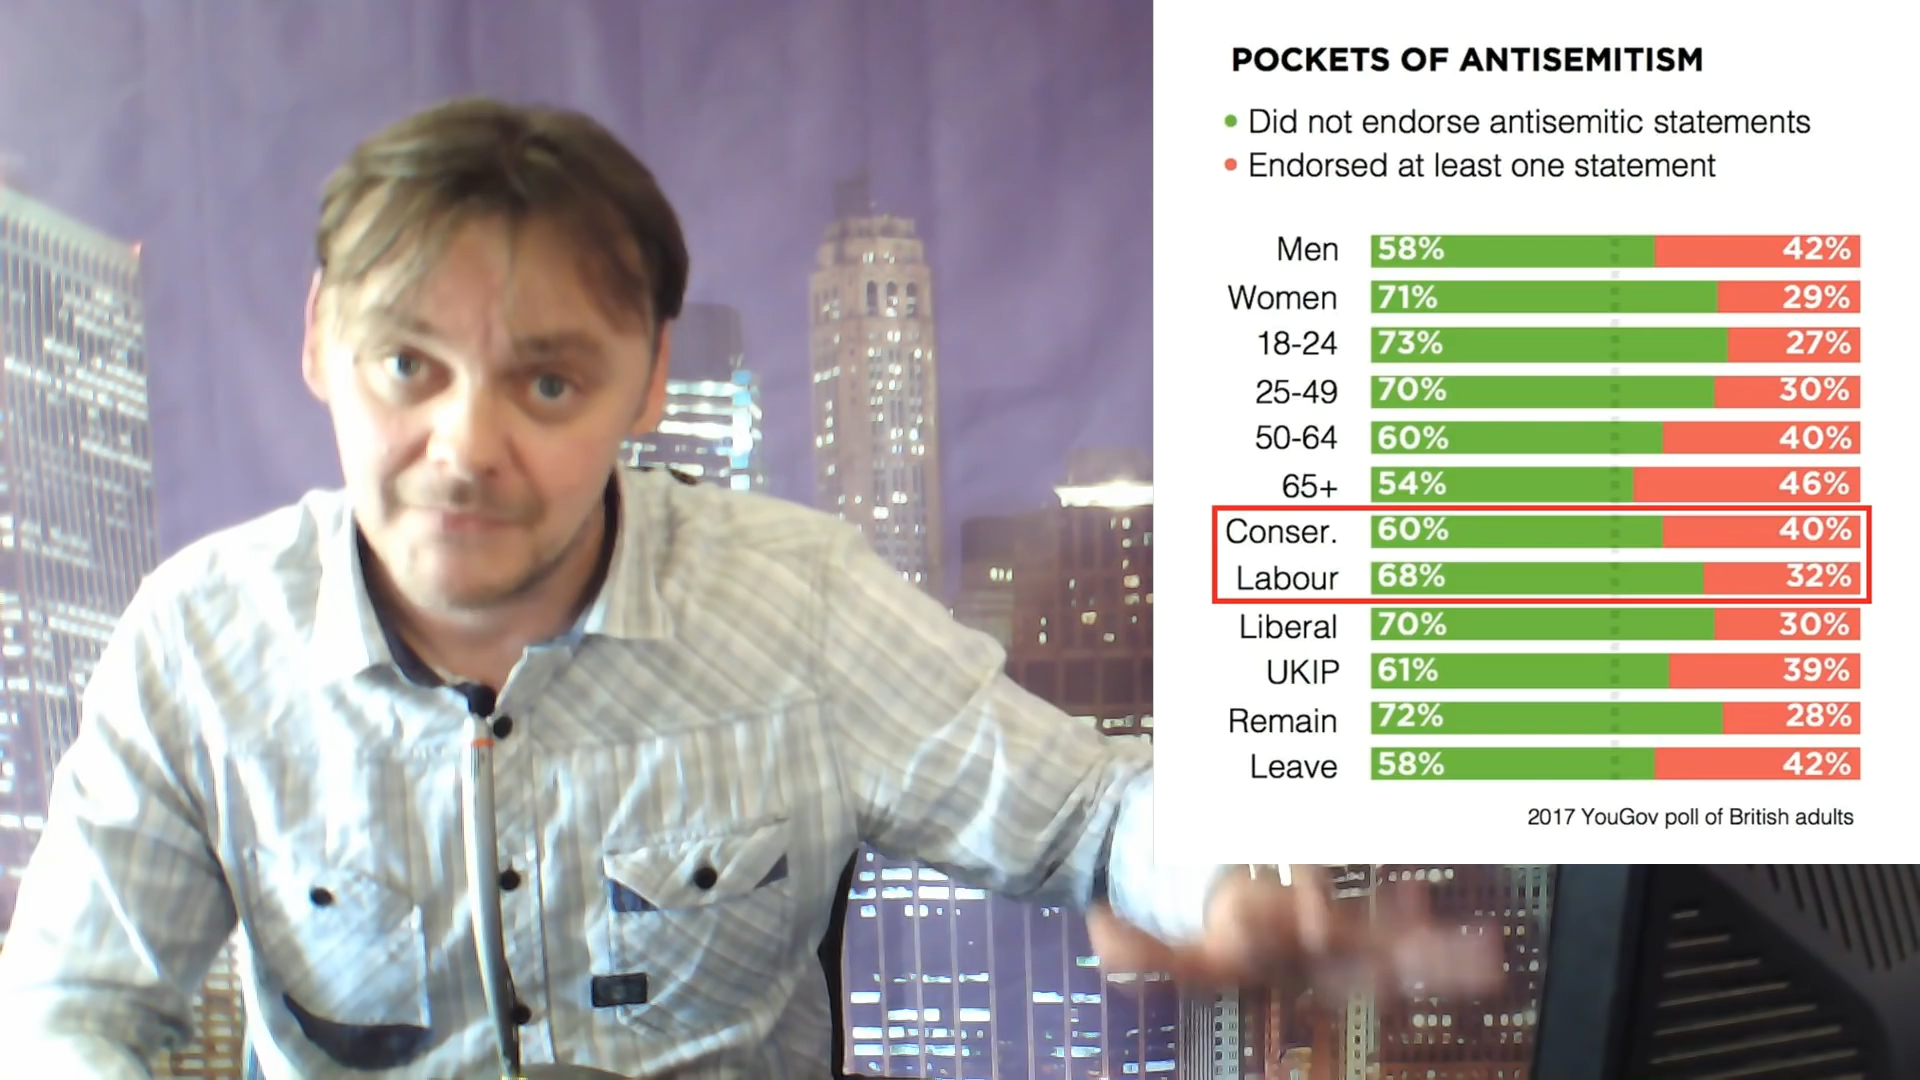 POCKETS OF ANTISEMITISM
• Did not endorse antisemitic statements
• Endorsed at least one statement
Men 58% 42%
Women 71% 29%
18-24 73% 27%
25-49 70% 30%
50-64 60% 40%
65+ 54% 46%
Conser. 60% 40%
Labour 68% 32%
Liberal 70% 30%
UKIP 61% 39%
Remain 72% 28%
Leave 58% 42%
2017 YouGov poll of British adults